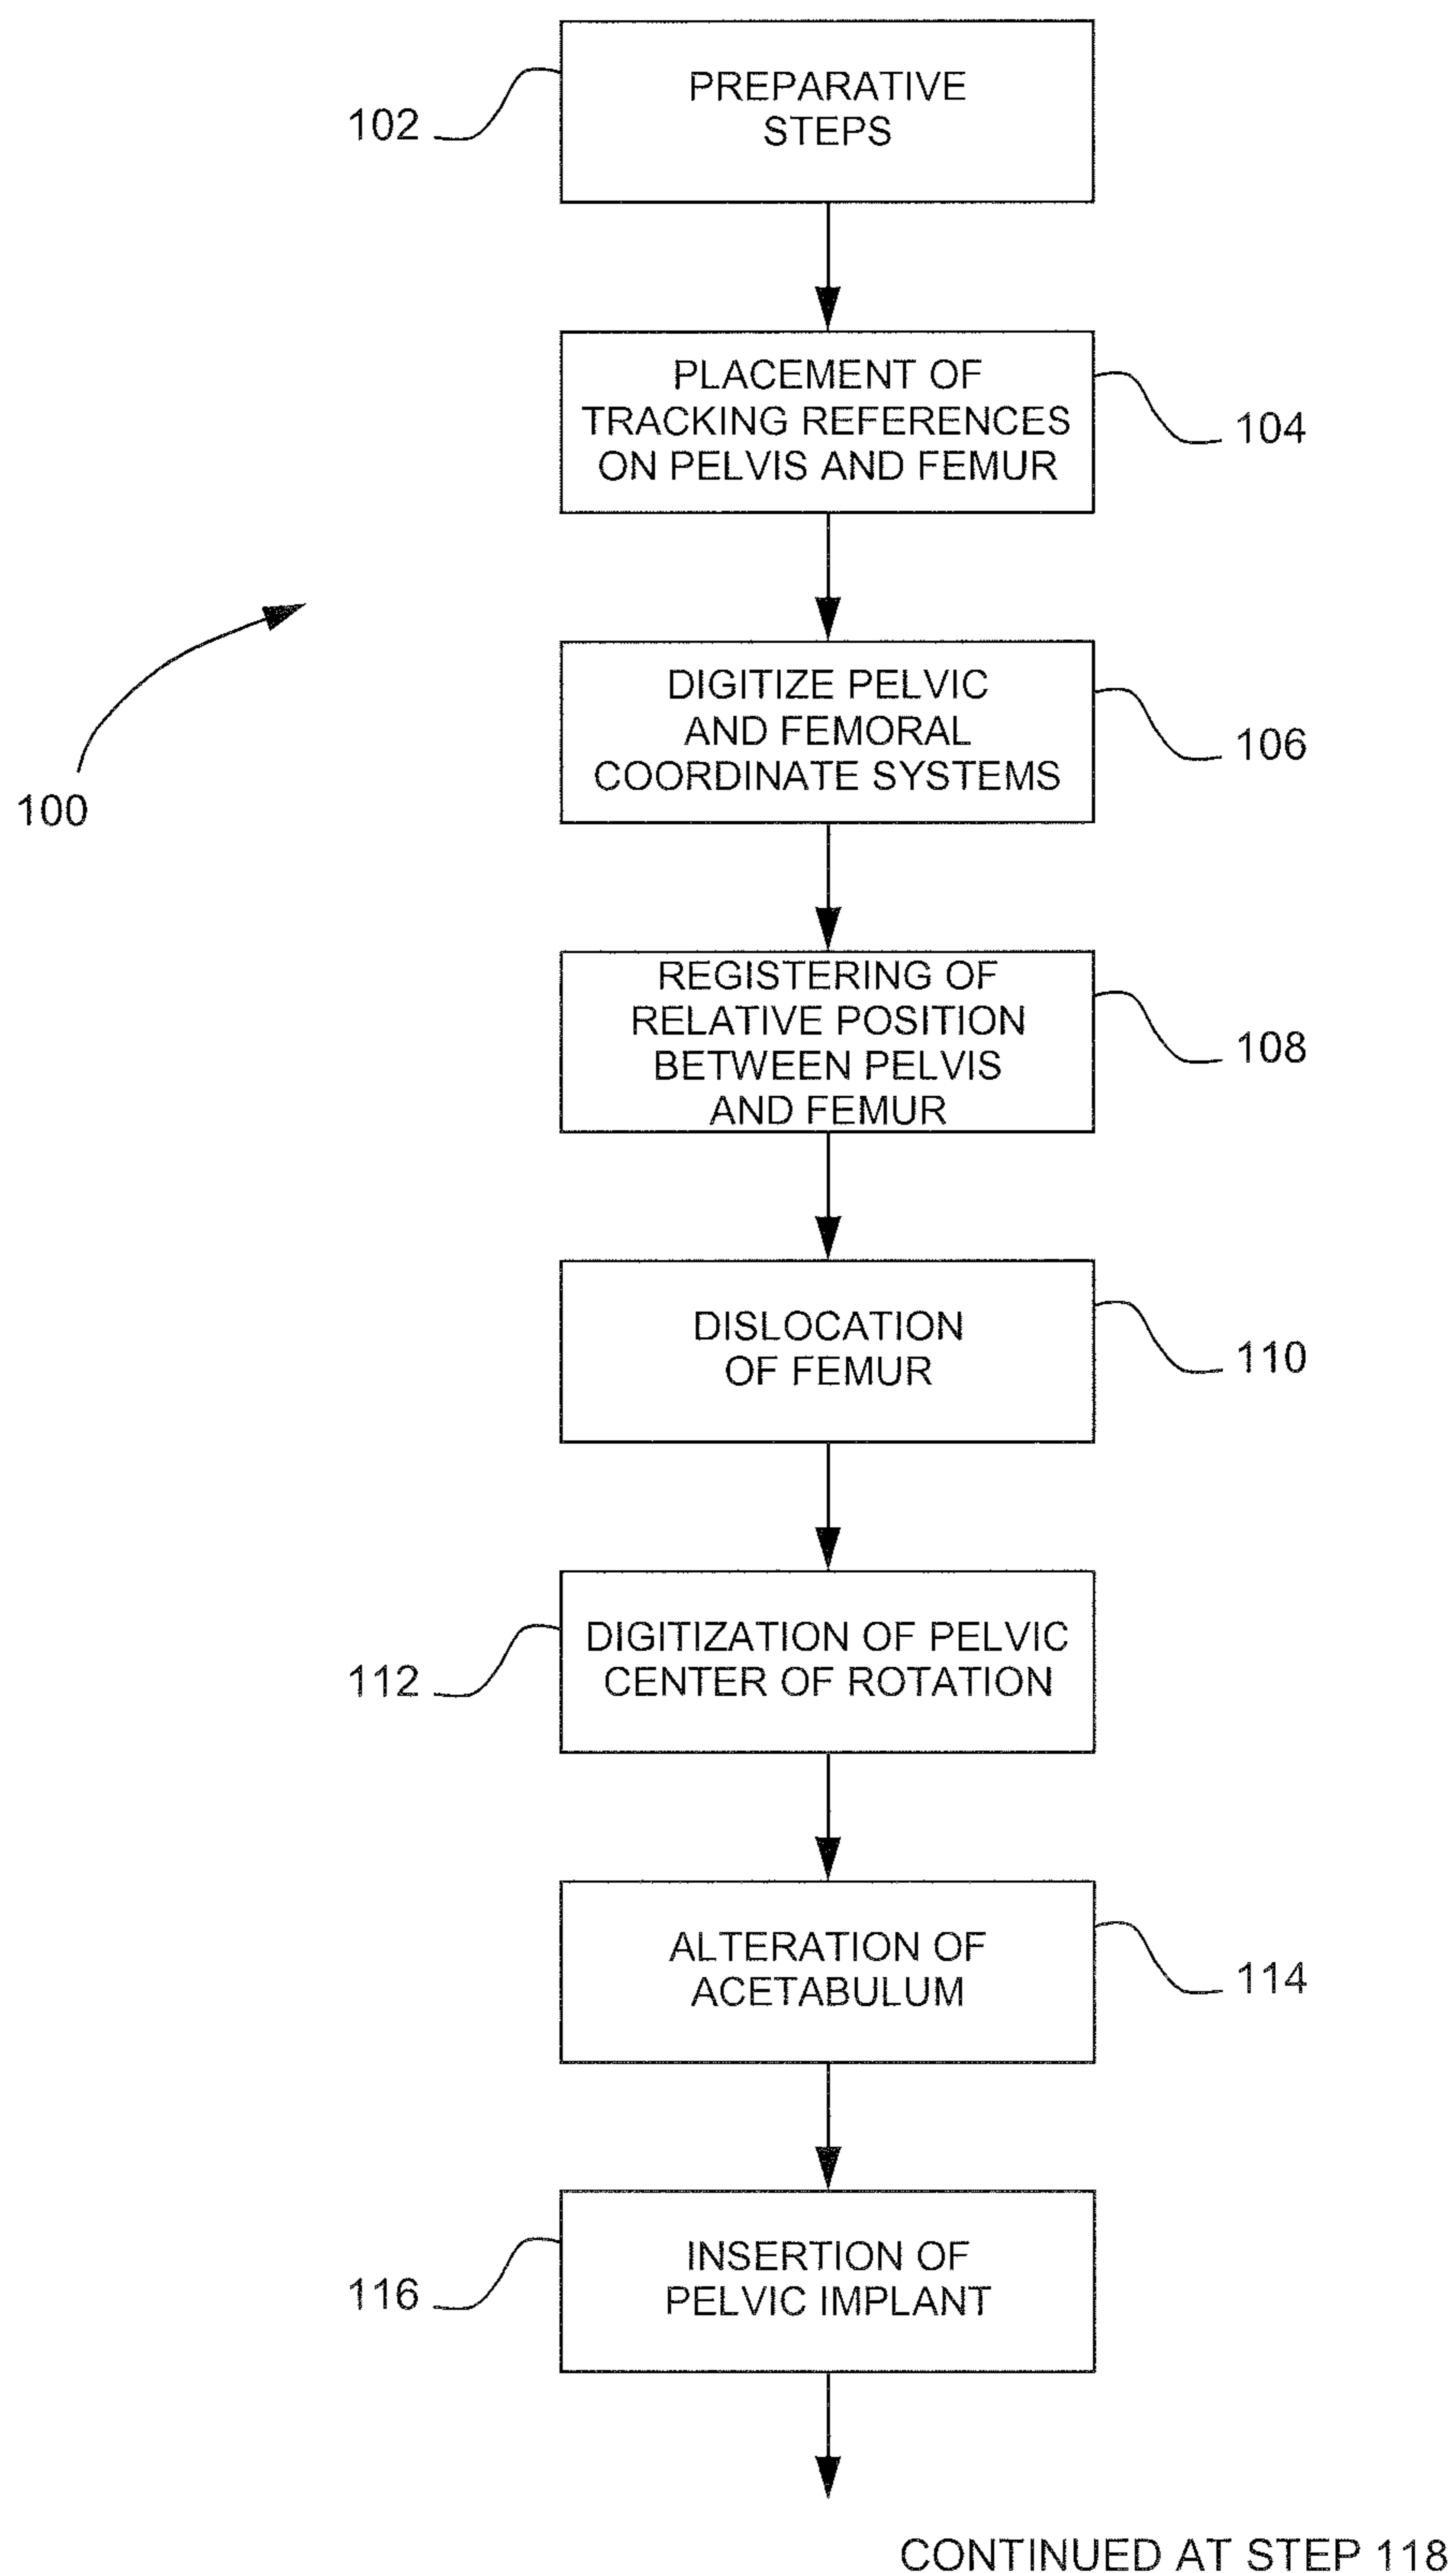 PREPARATIVE
STEPS
102
PLACEMENT OF
TRACKING REFERENCES
ON PELVIS AND FEMUR
104
DIGITIZE PELVIC
AND FEMORAL
COORDINATE SYSTEMS
106
100
REGISTERING OF
RELATIVE POSITION
BETWEEN PELVIS
AND FEMUR
108
DISLOCATION
OF FEMUR
110
DIGITIZATION OF PELVIC
CENTER OF ROTATION
112
ALTERATION OF
ACETABULUM
114
INSERTION OF
PELVIC IMPLANT
116
CONTINUED AT STEP 118